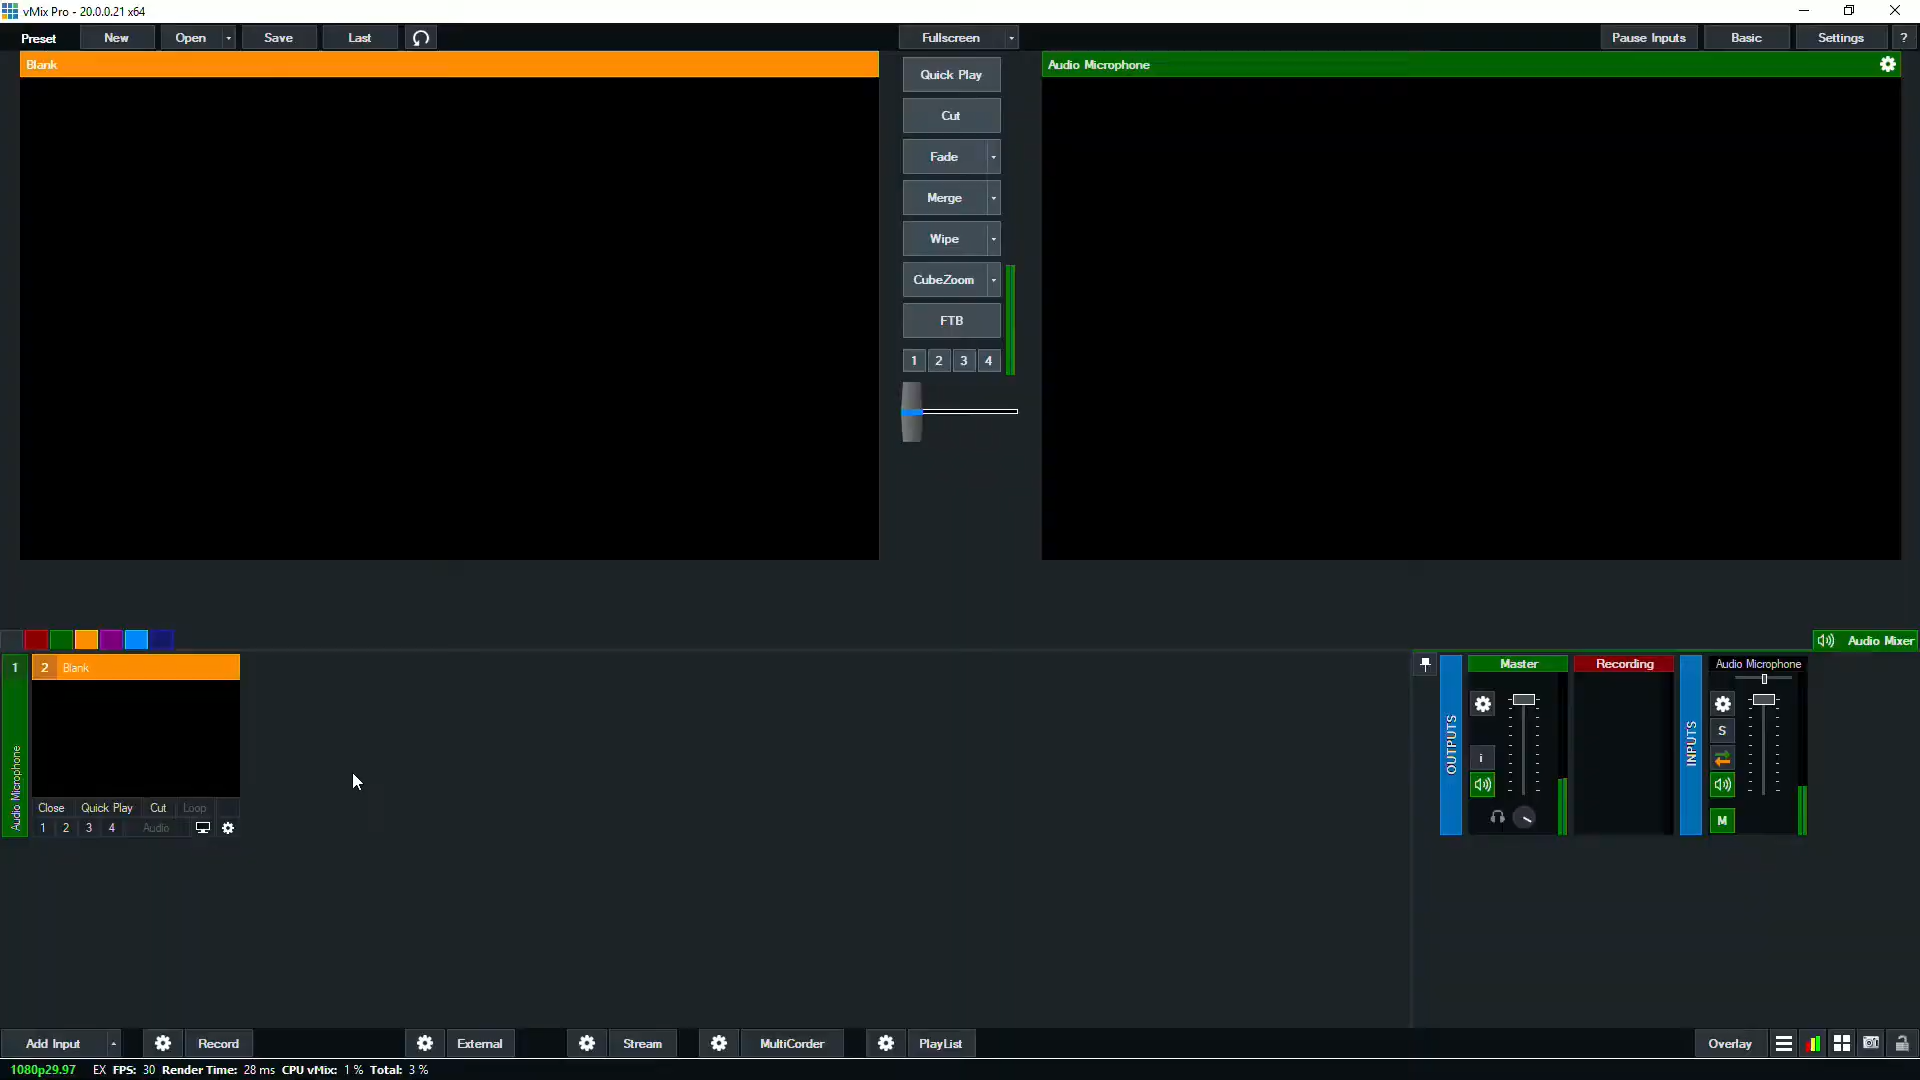 vMix Pro - 20.0.0.21 x64
Preset New Open Save Last Fullscreen Pause Inputs Basic Settings ?
Blank
Audio Microphone
Quick Play
Cut
Fade
Merge
Wipe
CubeZoom
FTB
1 2 3 4
Audio Mixer
1 Audio Microphone
2 Blank
Close Quick Play Cut Loop
1 2 3 4 Audio
OUTPUTS
Master
i
Recording
INPUTS
Audio Microphone
S
M
Add Input Record External Stream MultiCorder PlayList Overlay
1080p29.97 EX FPS: 30 Render Time: 28 ms CPU vMix: 1 % Total: 3 %